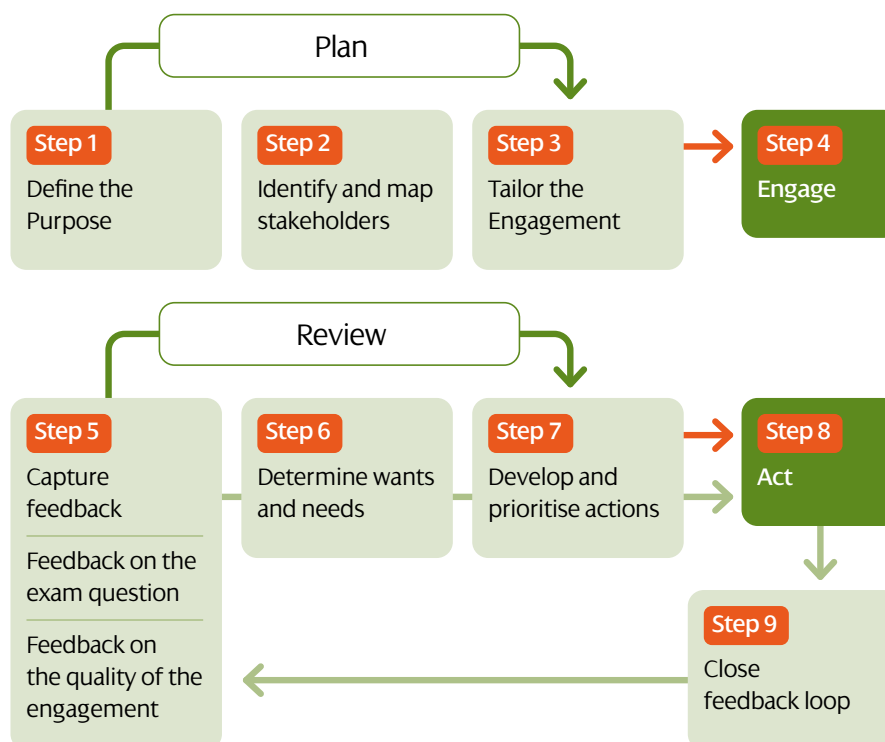 Plan
Step 1
Define the
Purpose
Step 2
Identify and map
stakeholders
Step 3
Tailor the
Engagement
Step 4
Engage
Review
Step 5
Capture
feedback
Feedback on the
exam question
Feedback on
the quality of the
engagement
Step 6
Determine wants
and needs
Step 7
Develop and
prioritise actions
Step 8
Act
Step 9
Close
feedback loop